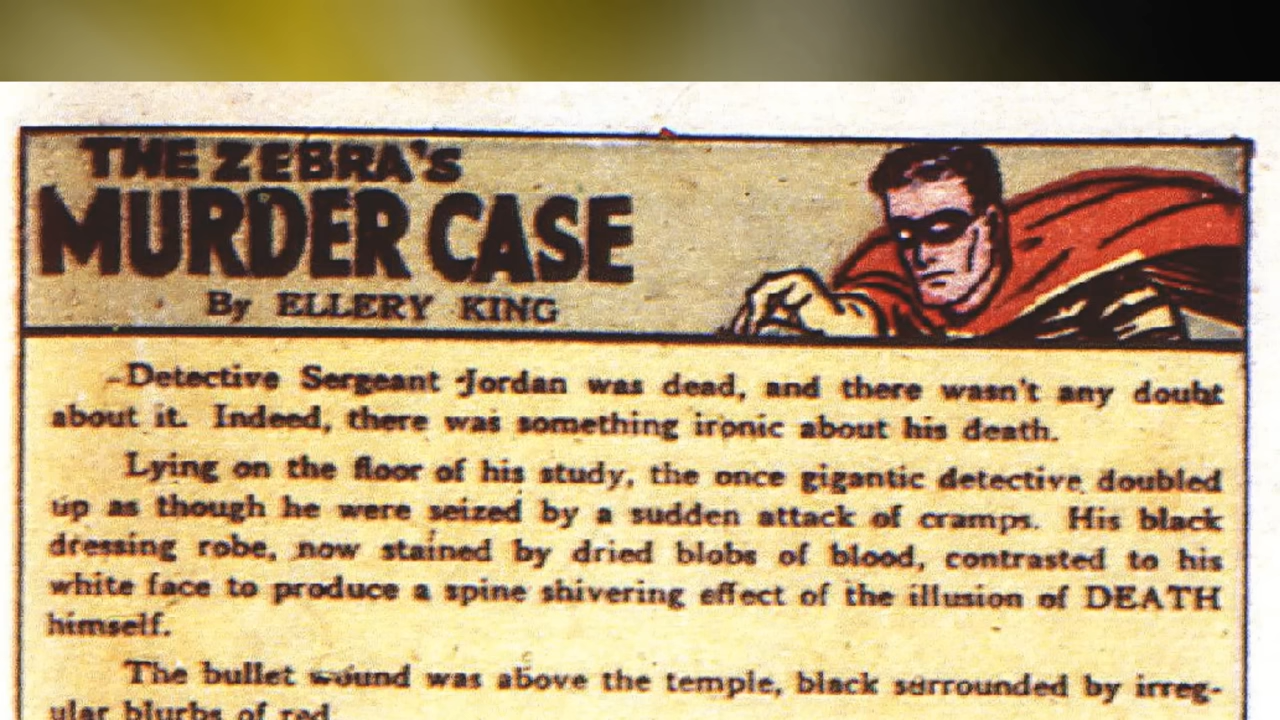 THE ZEBRA'S
MURDER CASE
By ELLERY KING
Detective Sergeant Jordan was dead, and there wasn't any doubt
about it. Indeed, there was something ironic about his death.
Lying on the floor of his study, the once gigantic detective doubled
up as though he were seized by a sudden attack of cramps. His black
dressing robe, now stained by dried blobs of blood, contrasted to his
white face to produce a spine shivering effect of the illusion of DEATH
himself.
The bullet wound was above the temple, black surrounded by irreg-
ular blurbs of red